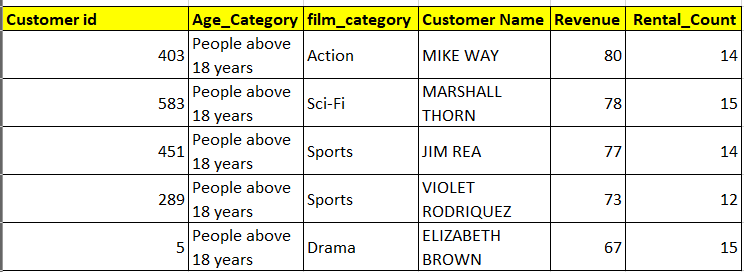 Customer id Age_Category film_category Customer Name Revenue Rental_Count
403 People above 18 years Action MIKE WAY 80 14
583 People above 18 years Sci-Fi MARSHALL THORN 78 15
451 People above 18 years Sports JIM REA 77 14
289 People above 18 years Sports VIOLET RODRIQUEZ 73 12
5 People above 18 years Drama ELIZABETH BROWN 67 15